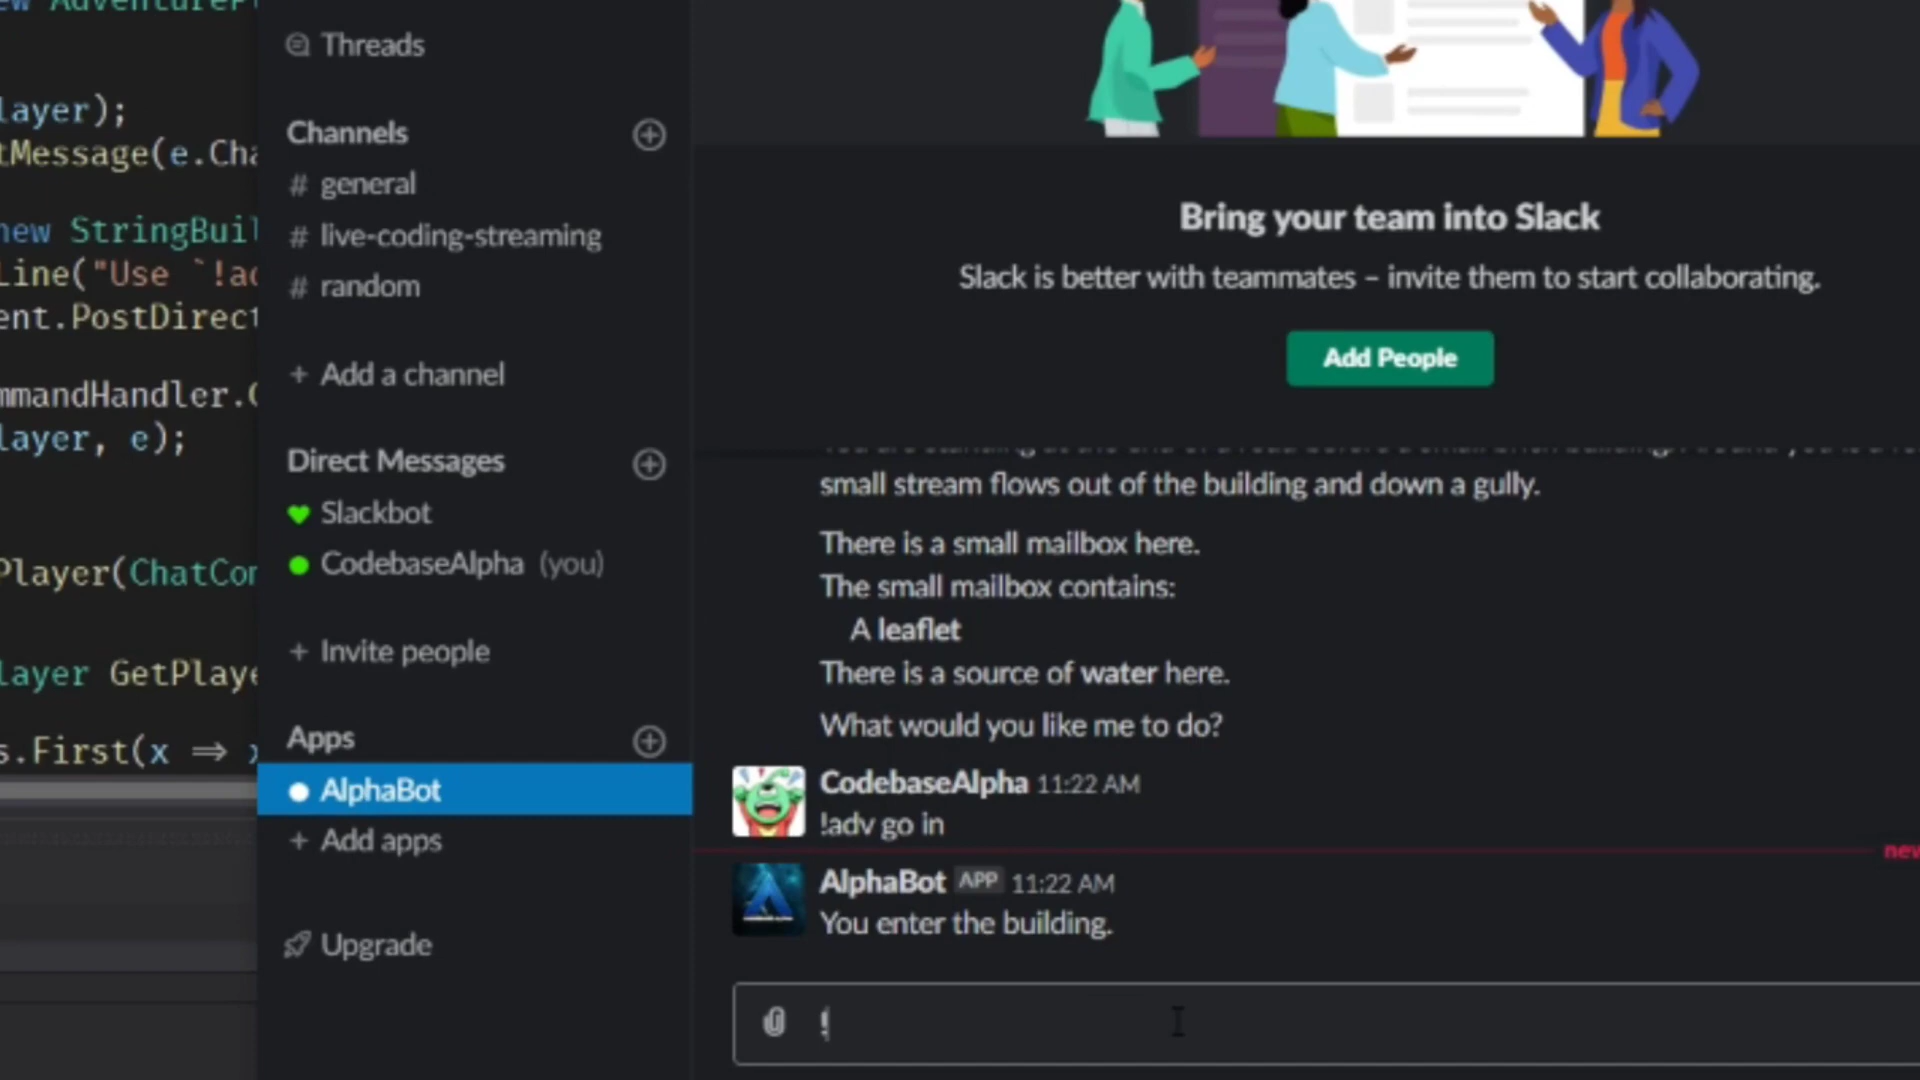 layer);
tMessage(e.Cha
new StringBuil
Line("Use `!ad
ent.PostDirect
mmandHandler.
layer, e);
Player(ChatCon
layer GetPlaye
s.First(x => x
Threads
Channels
# general
# live-coding-streaming
# random
+ Add a channel
Direct Messages
Slackbot
CodebaseAlpha (you)
+ Invite people
Apps
AlphaBot
+ Add apps
Upgrade
Bring your team into Slack
Slack is better with teammates – invite them to start collaborating.
Add People
small stream flows out of the building and down a gully.
There is a small mailbox here.
The small mailbox contains:
A leaflet
There is a source of water here.
What would you like me to do?
CodebaseAlpha 11:22 AM
!adv go in
new
AlphaBot APP 11:22 AM
You enter the building.
!